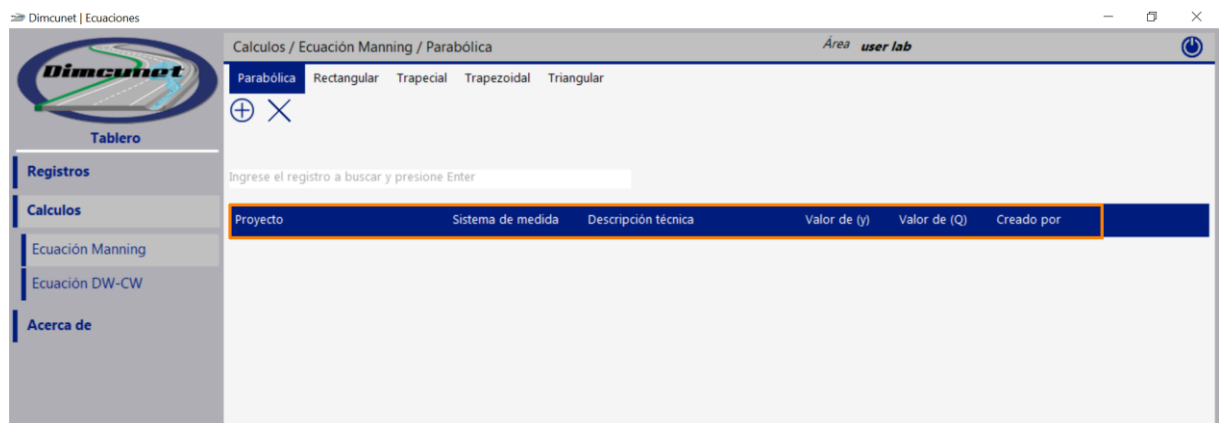 Dimcunet | Ecuaciones
Dimcunet
Tablero
Registros
Calculos
Ecuación Manning
Ecuación DW-CW
Acerca de
Calculos / Ecuación Manning / Parabólica
Área user lab
Parabólica Rectangular Trapecial Trapezoidal Triangular
Ingrese el registro a buscar y presione Enter
Proyecto Sistema de medida Descripción técnica Valor de (y) Valor de (Q) Creado por